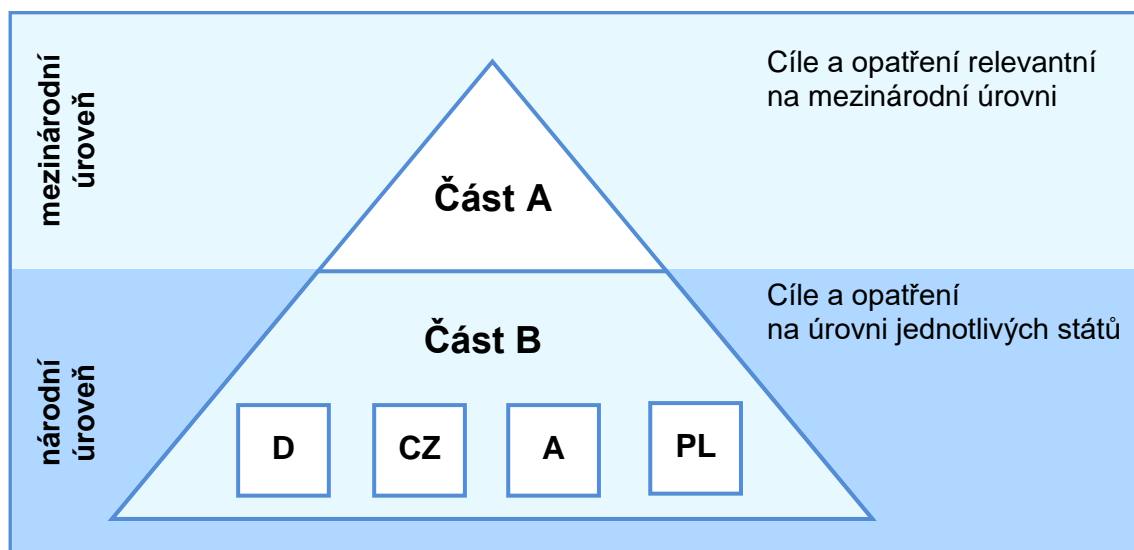 mezinárodní
úroveň
Cíle a opatření relevantní
na mezinárodní úrovni
Část A
národní
úroveň
Cíle a opatření
na úrovni jednotlivých států
Část B
D
CZ
A
PL